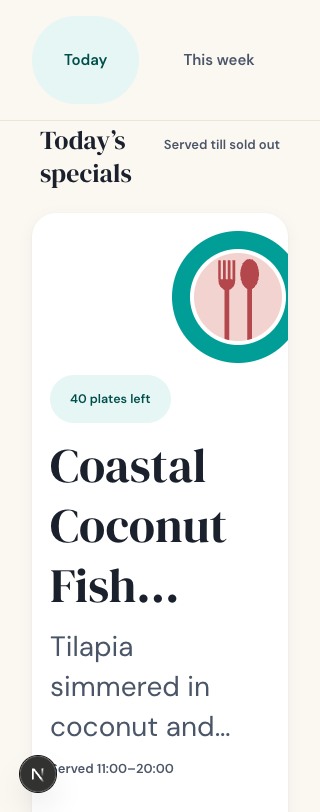 Today
This week
Today's
specials
Served till sold out
40 plates left
Coastal
Coconut
Fish...
Tilapia
simmered in
coconut and...
N
Served 11:00–20:00